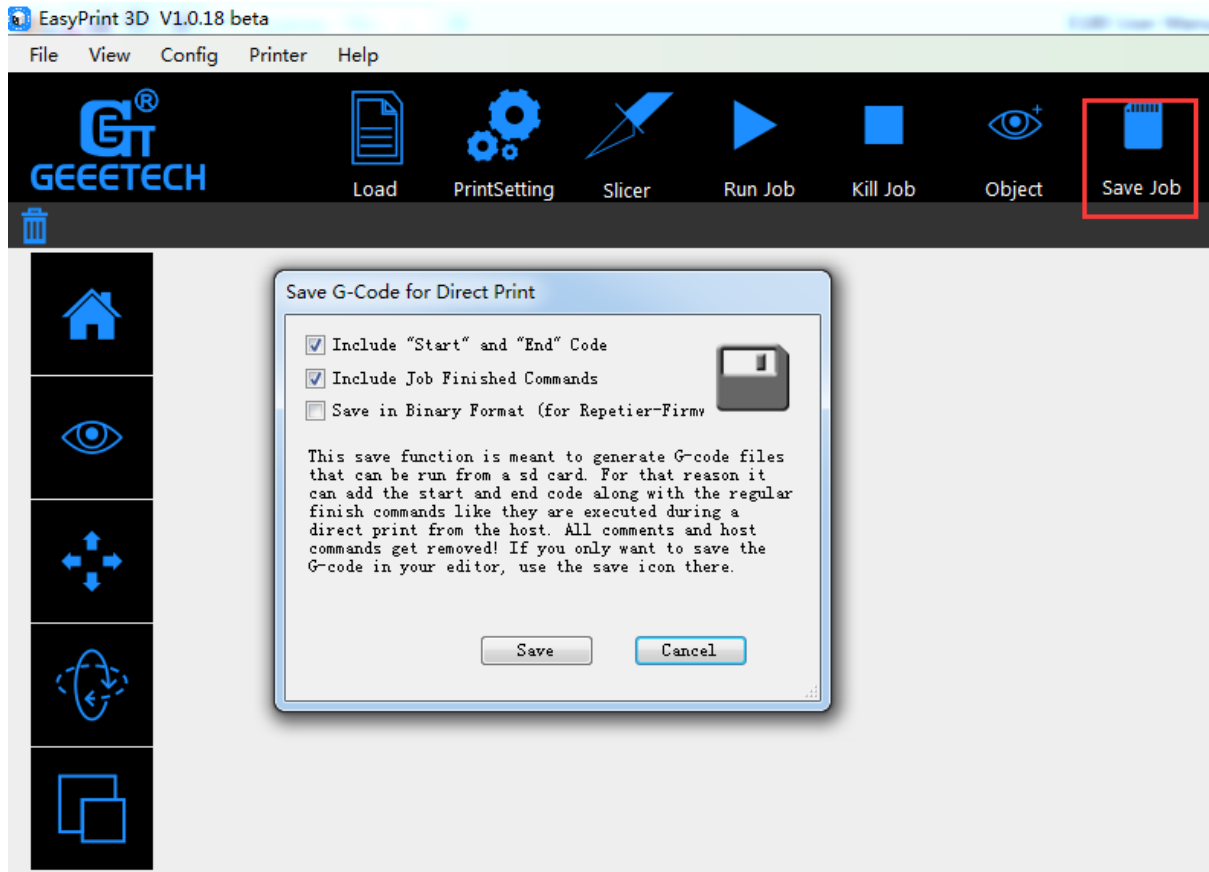 EasyPrint 3D V1.0.18 beta
File View Config Printer Help
GEEETECH
®
Load PrintSetting Slicer Run Job Kill Job Object Save Job
Save G-Code for Direct Print
Include "Start" and "End" Code
Include Job Finished Commands
Save in Binary Format (for Repetier-Firmw
This save function is meant to generate G-code files
that can be run from a sd card. For that reason it
can add the start and end code along with the regular
finish commands like they are executed during a
direct print from the host. All comments and host
commands get removed! If you only want to save the
G-code in your editor, use the save icon there.
Save Cancel